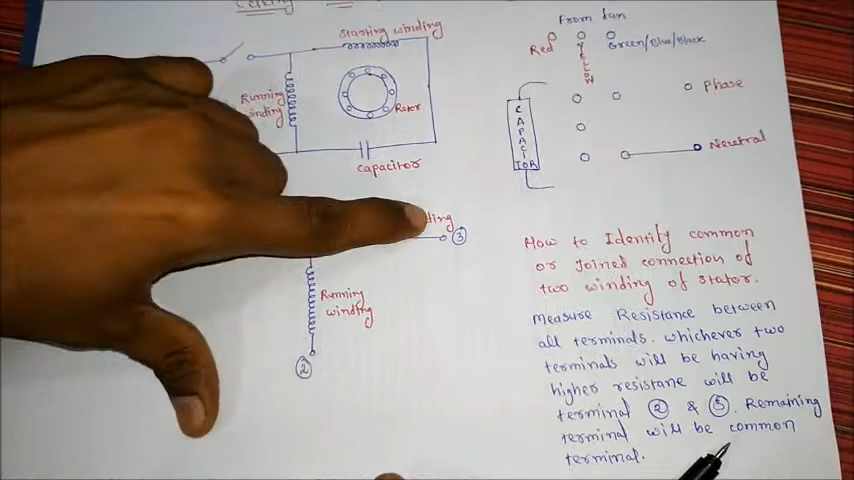 Starting winding
Running
winding
Rotor
Capacitor
3
Running
winding
2
From fan
Red
YELLOW
Green/Blue/Black
CAPACITOR
Phase
Neutral
How to Identify common
or Joined connection of
two winding of stator.
Measure Resistance between
all terminals. whichever two
terminals will be having
higher resistane will be
terminal 2 & 3. Remaining
terminal will be common
terminal.